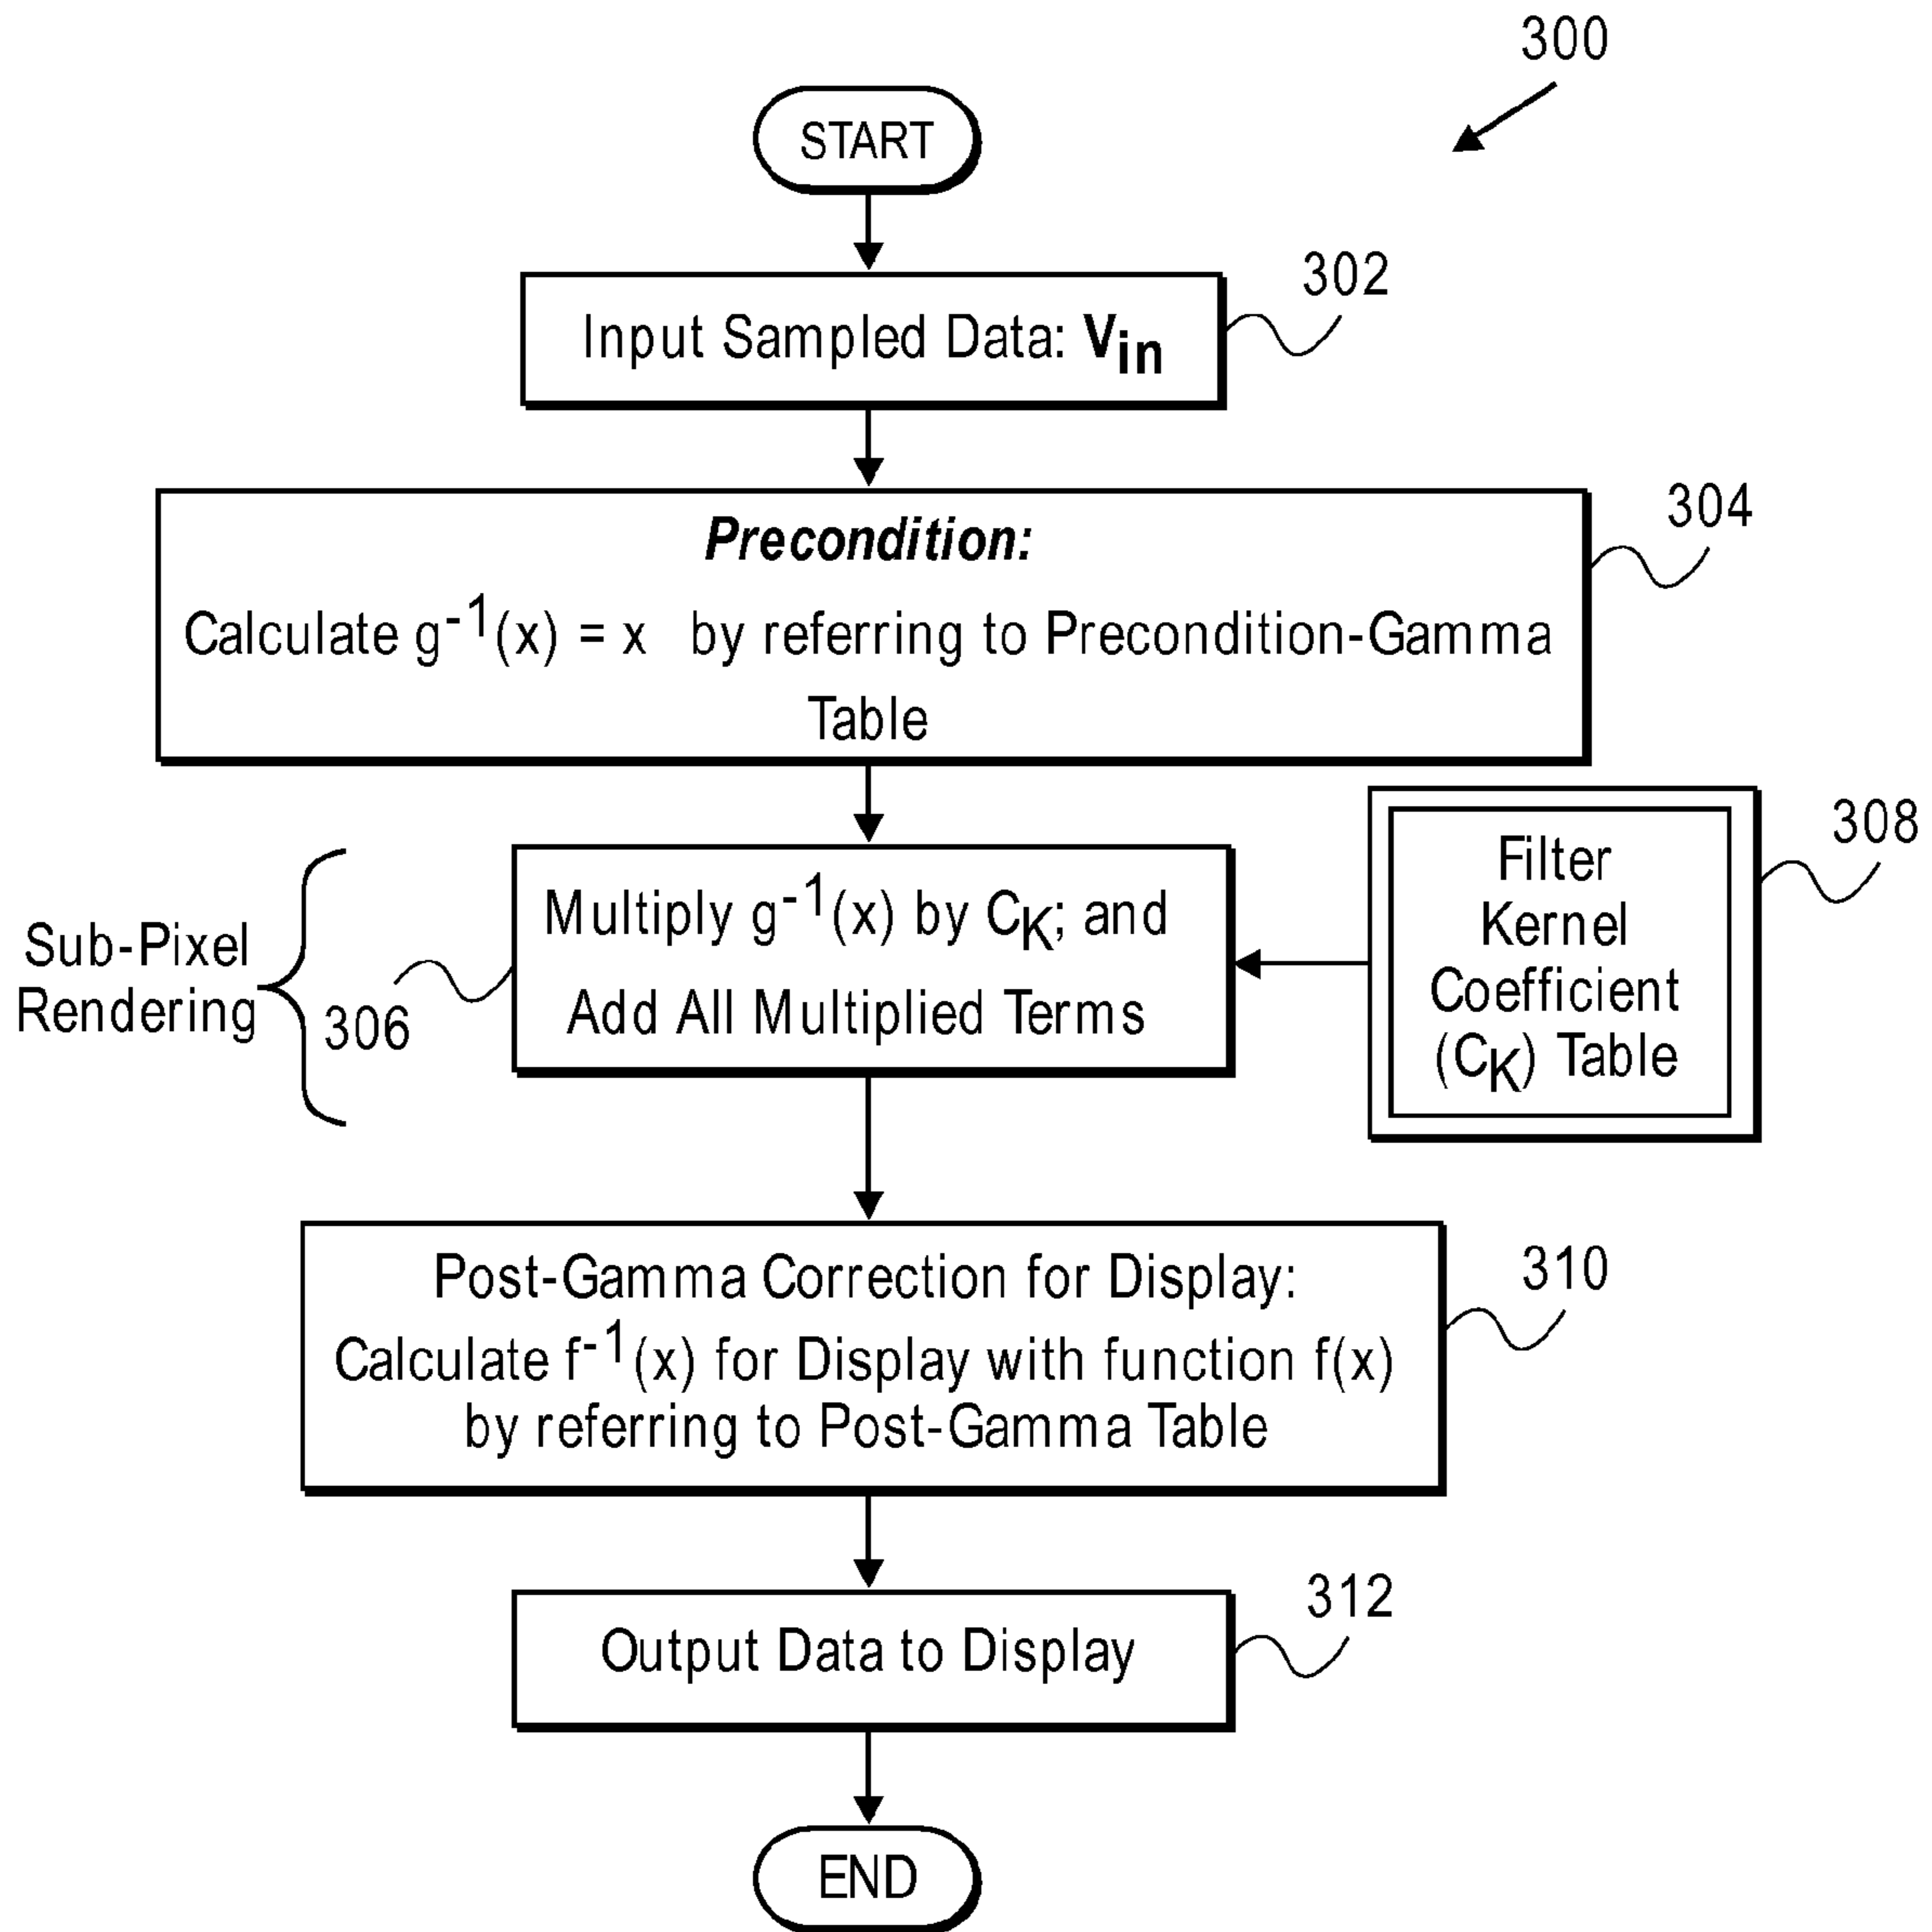 300
START
302
Input Sampled Data: Vin
304
Precondition:
Calculate g-1(x) = x by referring to Precondition-Gamma
Table
308
Filter
Kernel
Coefficient
(CK) Table
Sub-Pixel
Rendering
306
Multiply g-1(x) by CK; and
Add All Multiplied Terms
310
Post-Gamma Correction for Display:
Calculate f-1(x) for Display with function f(x)
by referring to Post-Gamma Table
312
Output Data to Display
END